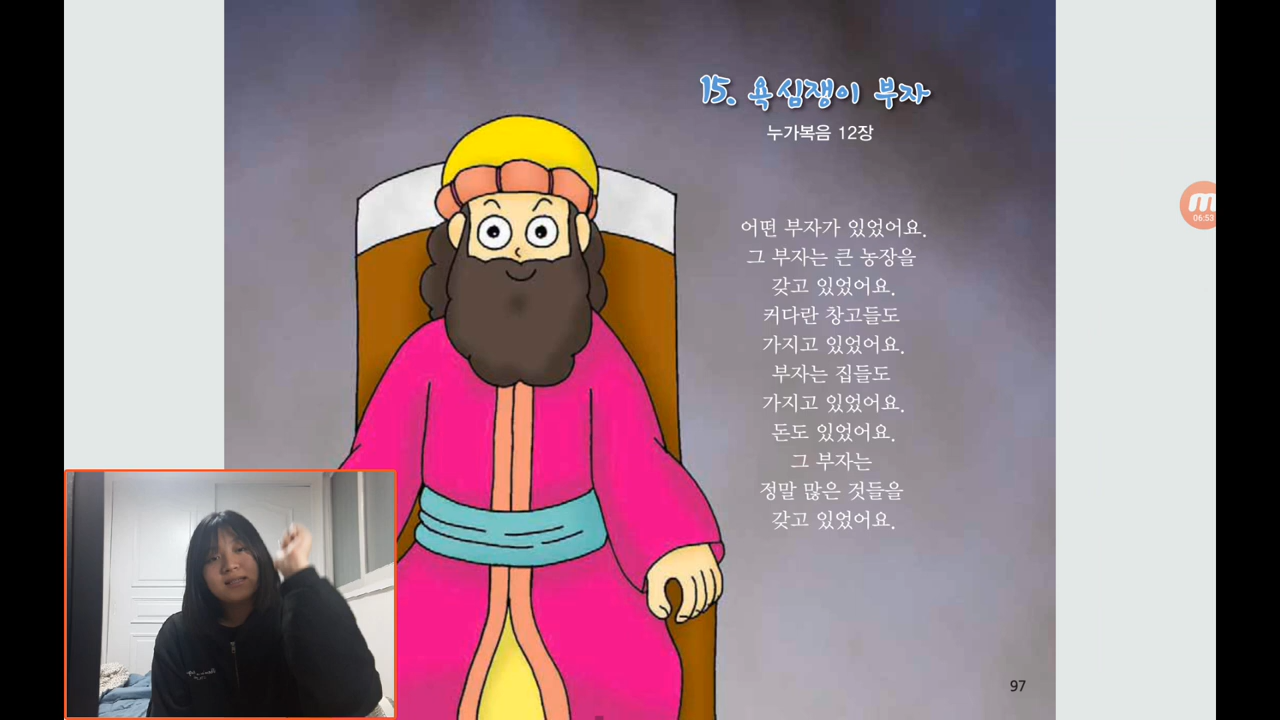 15. 욕심쟁이 부자
누가복음 12장
어떤 부자가 있었어요.
그 부자는 큰 농장을
갖고 있었어요.
커다란 창고들도
가지고 있었어요.
부자는 집들도
가지고 있었어요.
돈도 있었어요.
그 부자는
정말 많은 것들을
갖고 있었어요.
97
06:53